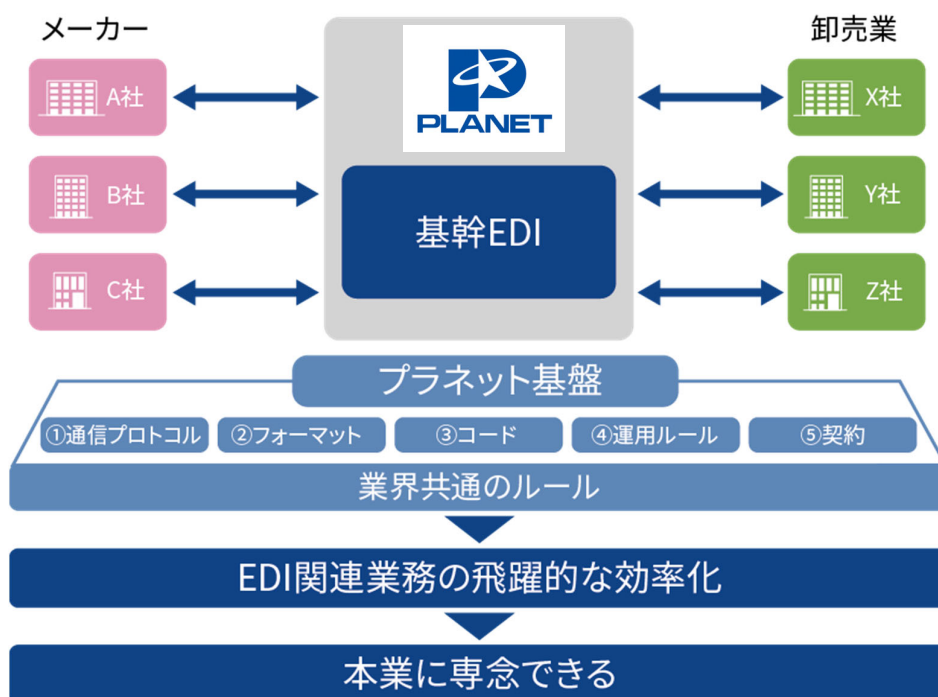 メーカー
卸売業
A社
B社
C社
PLANET
基幹EDI
X社
Y社
Z社
プラネット基盤
①通信プロトコル
②フォーマット
③コード
④運用ルール
⑤契約
業界共通のルール
EDI関連業務の飛躍的な効率化
本業に専念できる